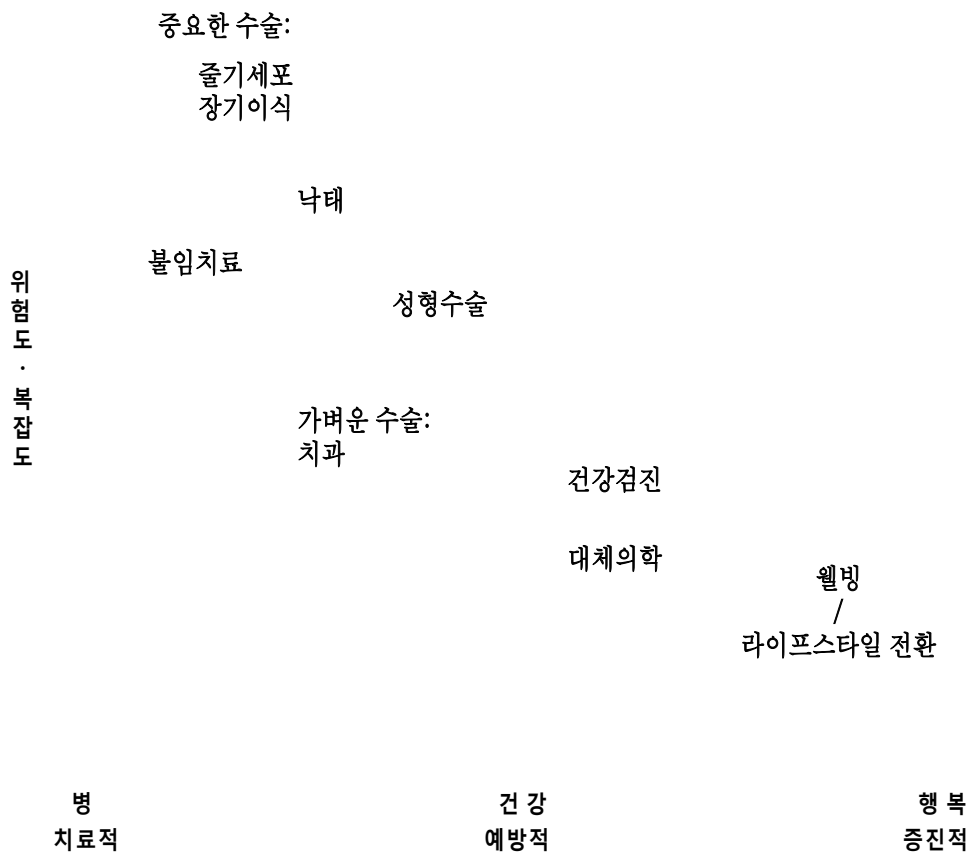 중요한 수술:
줄기세포
장기이식
낙태
불임치료
성형수술
위험도·복잡도
가벼운 수술:
치과
건강검진
대체의학
웰빙
/
라이프스타일 전환
병 건강 행복
치료적 예방적 증진적